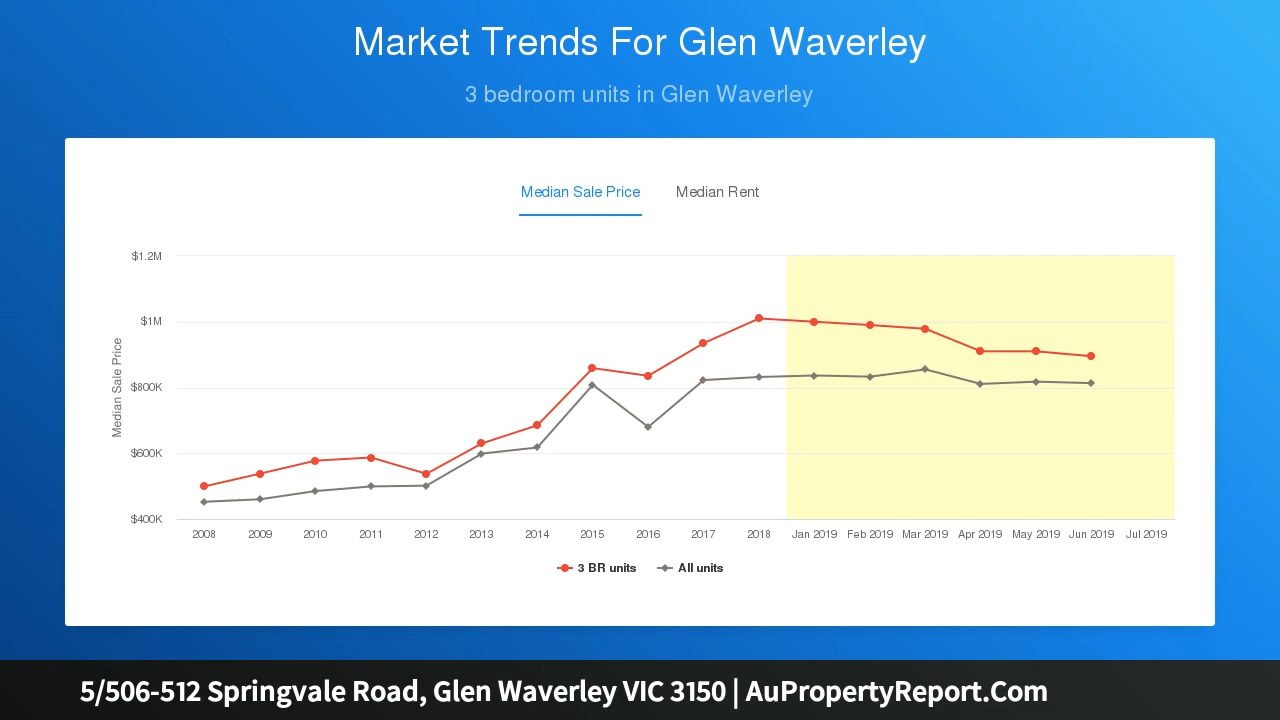 Market Trends For Glen Waverley
3 bedroom units in Glen Waverley
Median Sale Price Median Rent
$1.2M
$1M
$800K
$600K
$400K
Median Sale Price
2008 2009 2010 2011 2012 2013 2014 2015 2016 2017 2018 Jan 2019 Feb 2019 Mar 2019 Apr 2019 May 2019 Jun 2019 Jul 2019
3 BR units All units
5/506-512 Springvale Road, Glen Waverley VIC 3150 | AuPropertyReport.Com